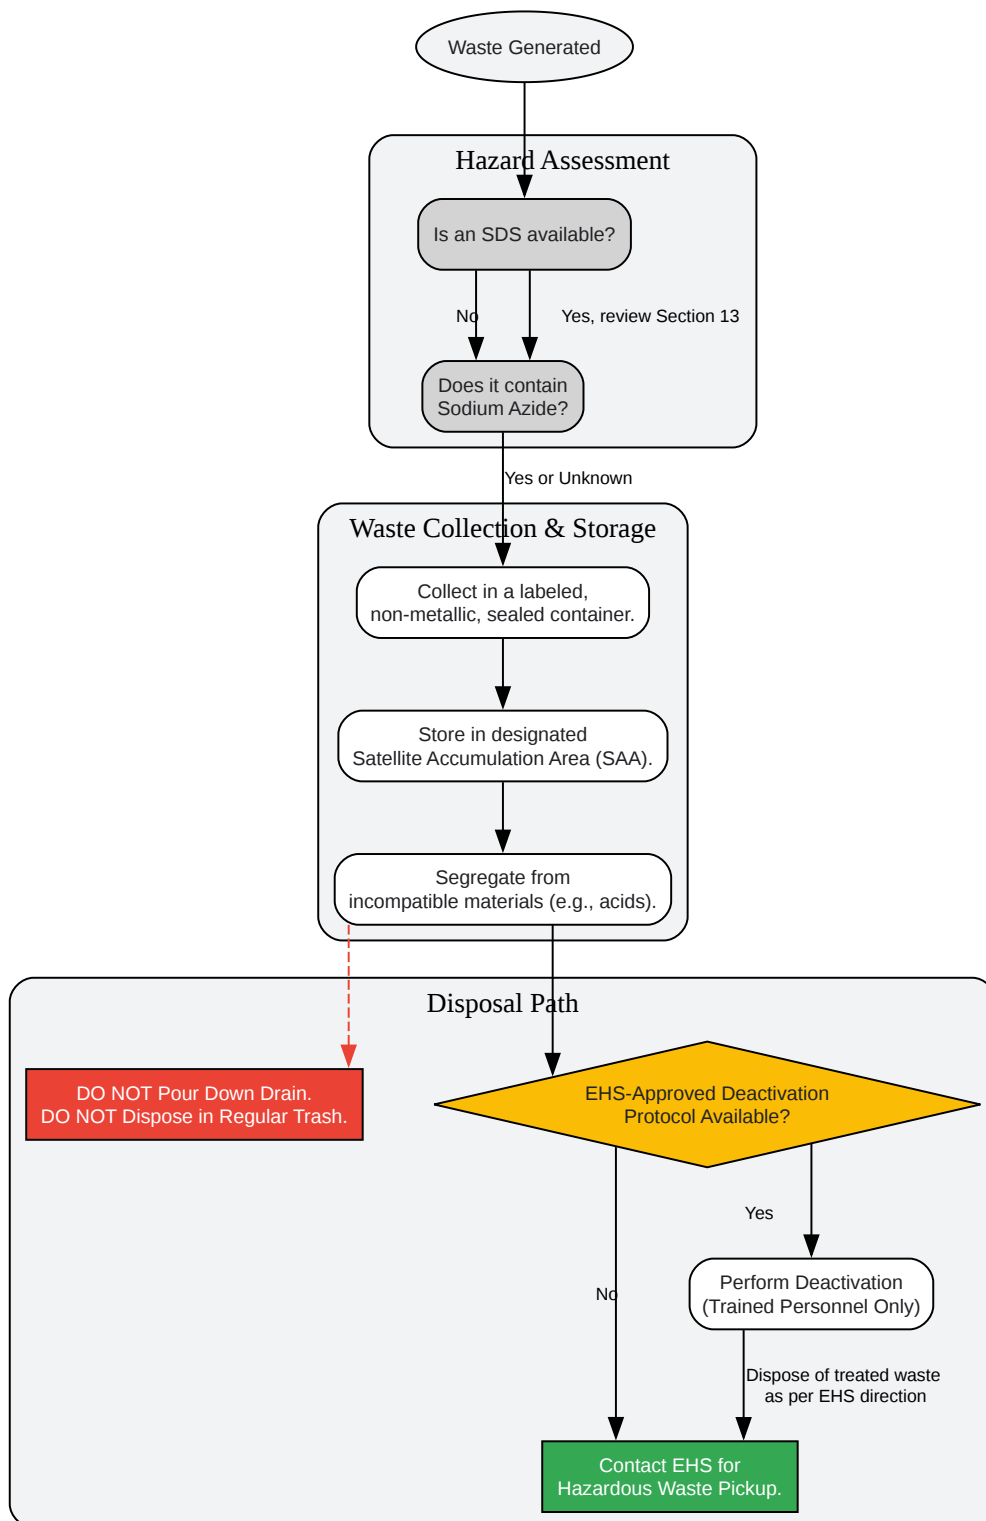 Waste Generated
Hazard Assessment
Is an SDS available?
No
Yes, review Section 13
Does it contain
Sodium Azide?
Yes or Unknown
Waste Collection & Storage
Collect in a labeled,
non-metallic, sealed container.
Store in designated
Satellite Accumulation Area (SAA).
Segregate from
incompatible materials (e.g., acids).
Disposal Path
DO NOT Pour Down Drain.
DO NOT Dispose in Regular Trash.
EHS-Approved Deactivation
Protocol Available?
Yes
No
Perform Deactivation
(Trained Personnel Only)
Dispose of treated waste
as per EHS direction
Contact EHS for
Hazardous Waste Pickup.